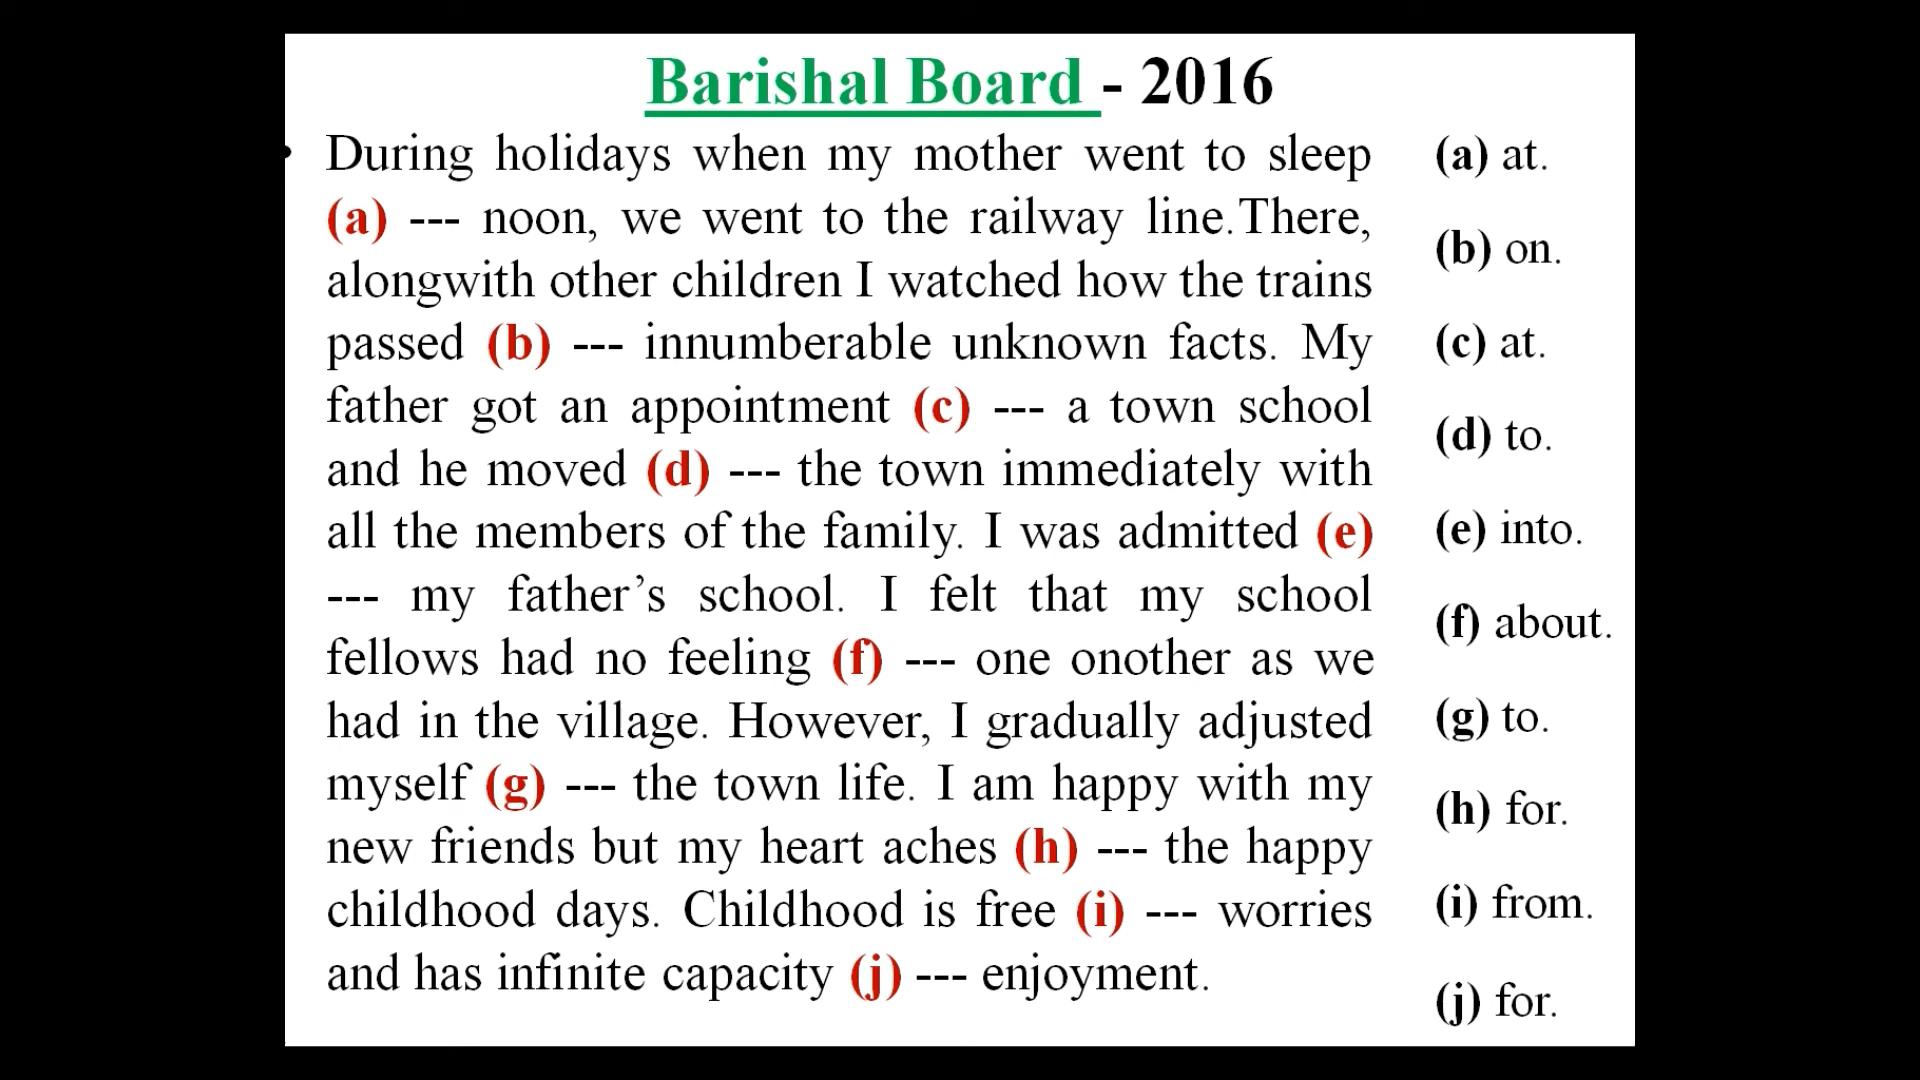 Barishal Board - 2016
• During holidays when my mother went to sleep
(a) --- noon, we went to the railway line.There,
alongwith other children I watched how the trains
passed (b) --- innumberable unknown facts. My
father got an appointment (c) --- a town school
and he moved (d) --- the town immediately with
all the members of the family. I was admitted (e)
--- my father’s school. I felt that my school
fellows had no feeling (f) --- one onother as we
had in the village. However, I gradually adjusted
myself (g) --- the town life. I am happy with my
new friends but my heart aches (h) --- the happy
childhood days. Childhood is free (i) --- worries
and has infinite capacity (j) --- enjoyment.
(a) at.
(b) on.
(c) at.
(d) to.
(e) into.
(f) about.
(g) to.
(h) for.
(i) from.
(j) for.